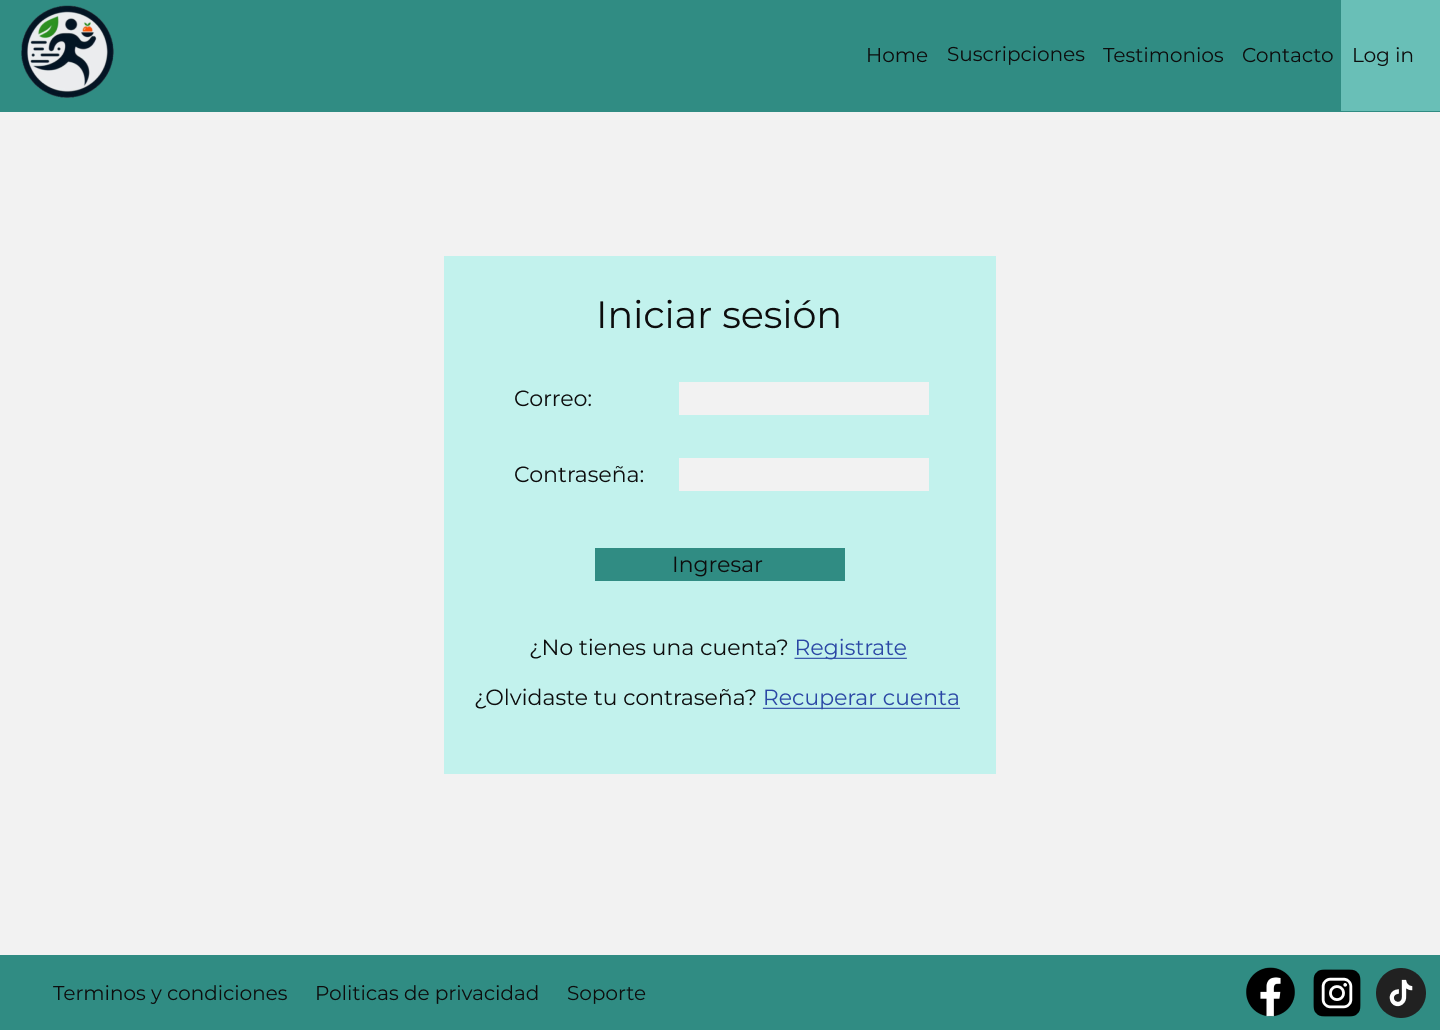 Home Suscripciones Testimonios Contacto Log in
Iniciar sesión
Correo:
Contraseña:
Ingresar
¿No tienes una cuenta? Registrate
¿Olvidaste tu contraseña? Recuperar cuenta
Terminos y condiciones Politicas de privacidad Soporte